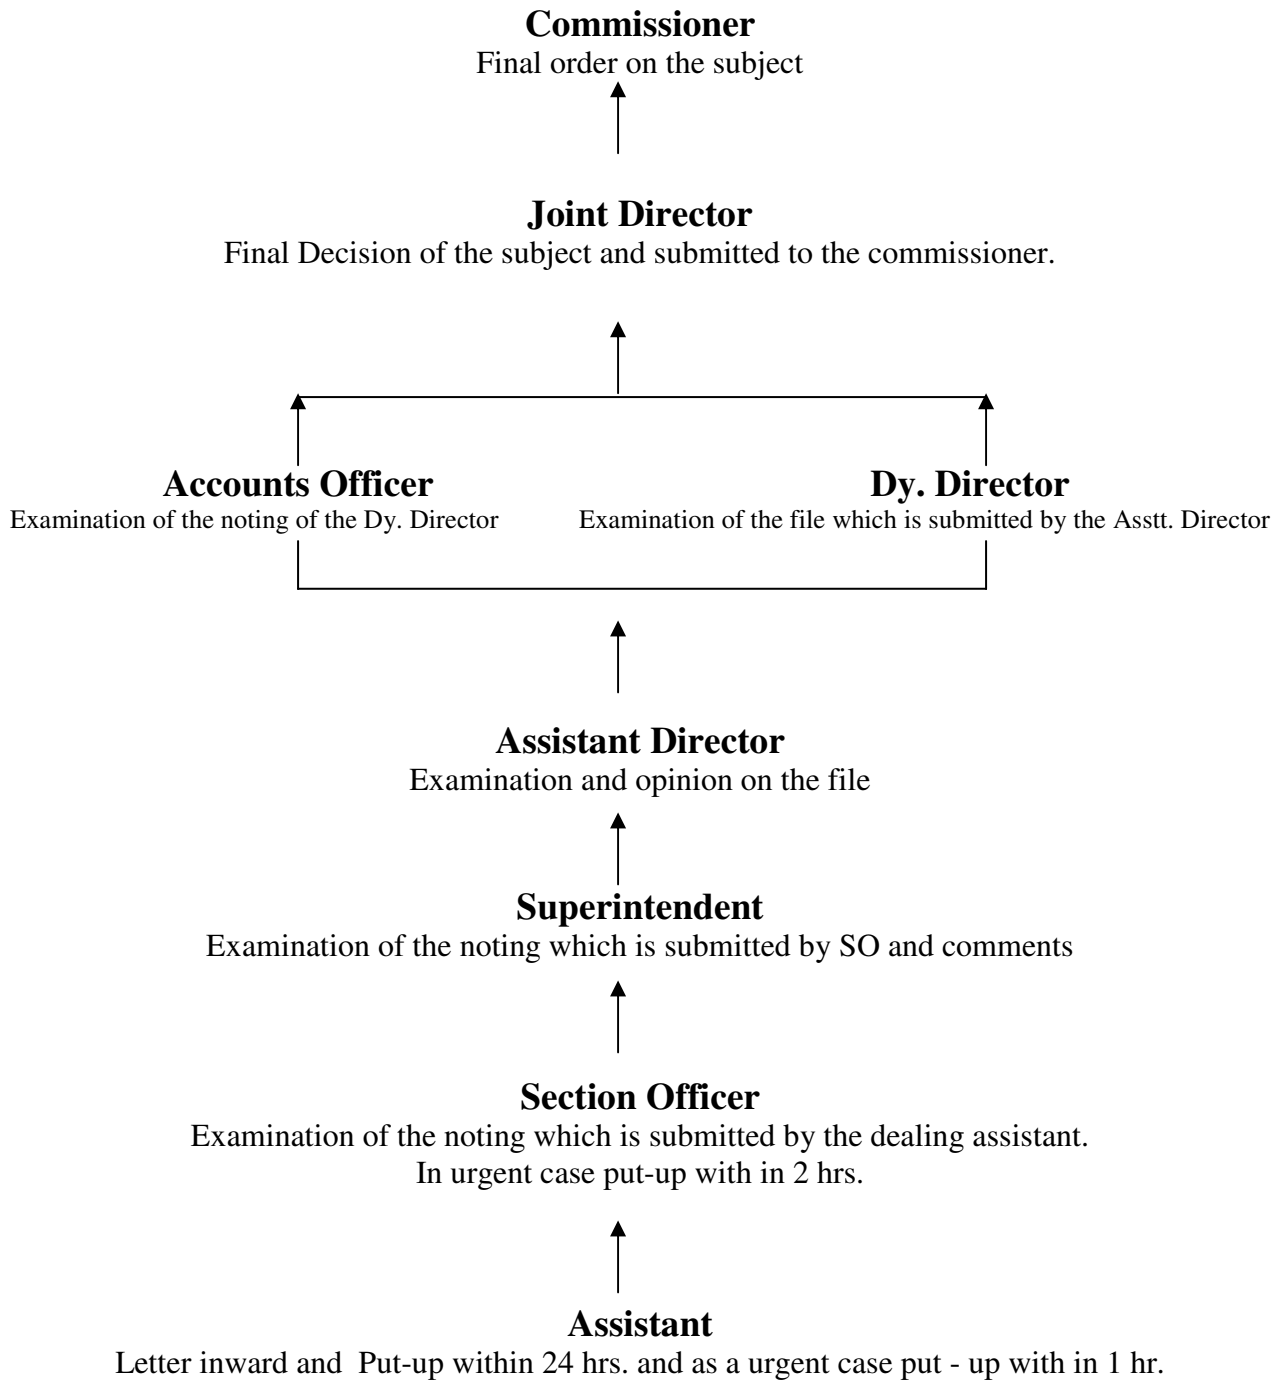 Commissioner
Final order on the subject
Joint Director
Final Decision of the subject and submitted to the commissioner.
Accounts Officer
Examination of the noting of the Dy. Director
Dy. Director
Examination of the file which is submitted by the Asstt. Director
Assistant Director
Examination and opinion on the file
Superintendent
Examination of the noting which is submitted by SO and comments
Section Officer
Examination of the noting which is submitted by the dealing assistant.
In urgent case put-up with in 2 hrs.
Assistant
Letter inward and Put-up within 24 hrs. and as a urgent case put - up with in 1 hr.